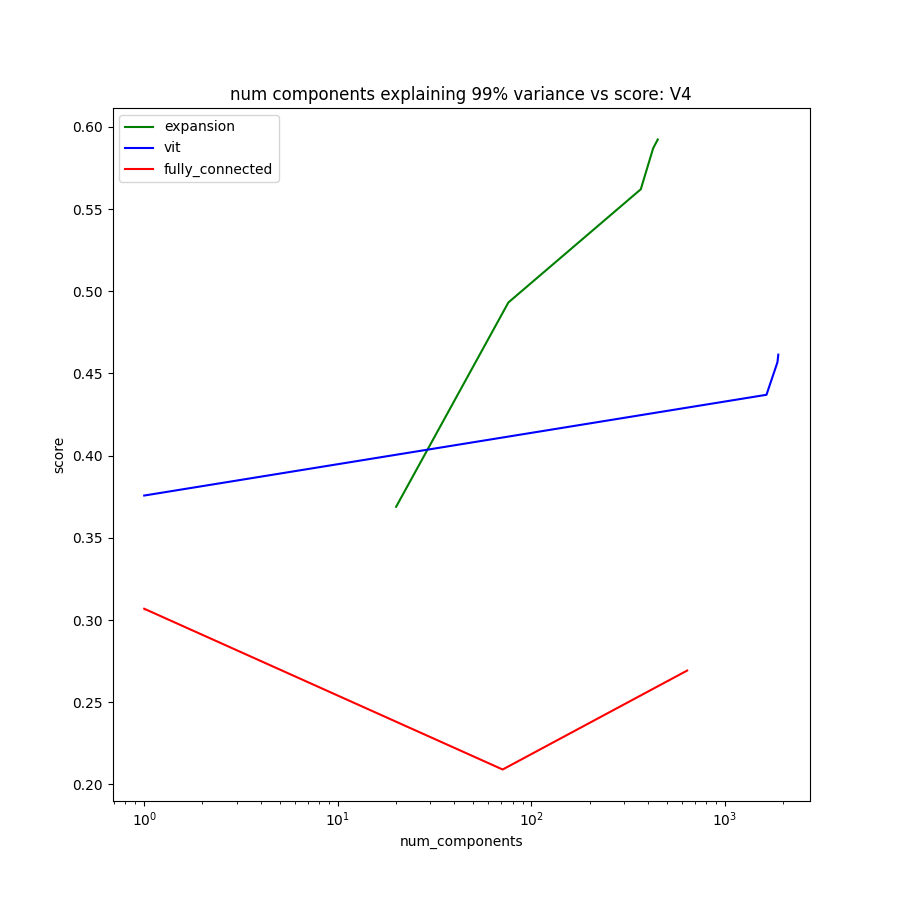 num components explaining 99% variance vs score: V4
expansion
vit
fully_connected
0.60
0.55
0.50
0.45
0.40
0.35
0.30
0.25
0.20
score
10⁰ 10¹ 10² 10³
num_components